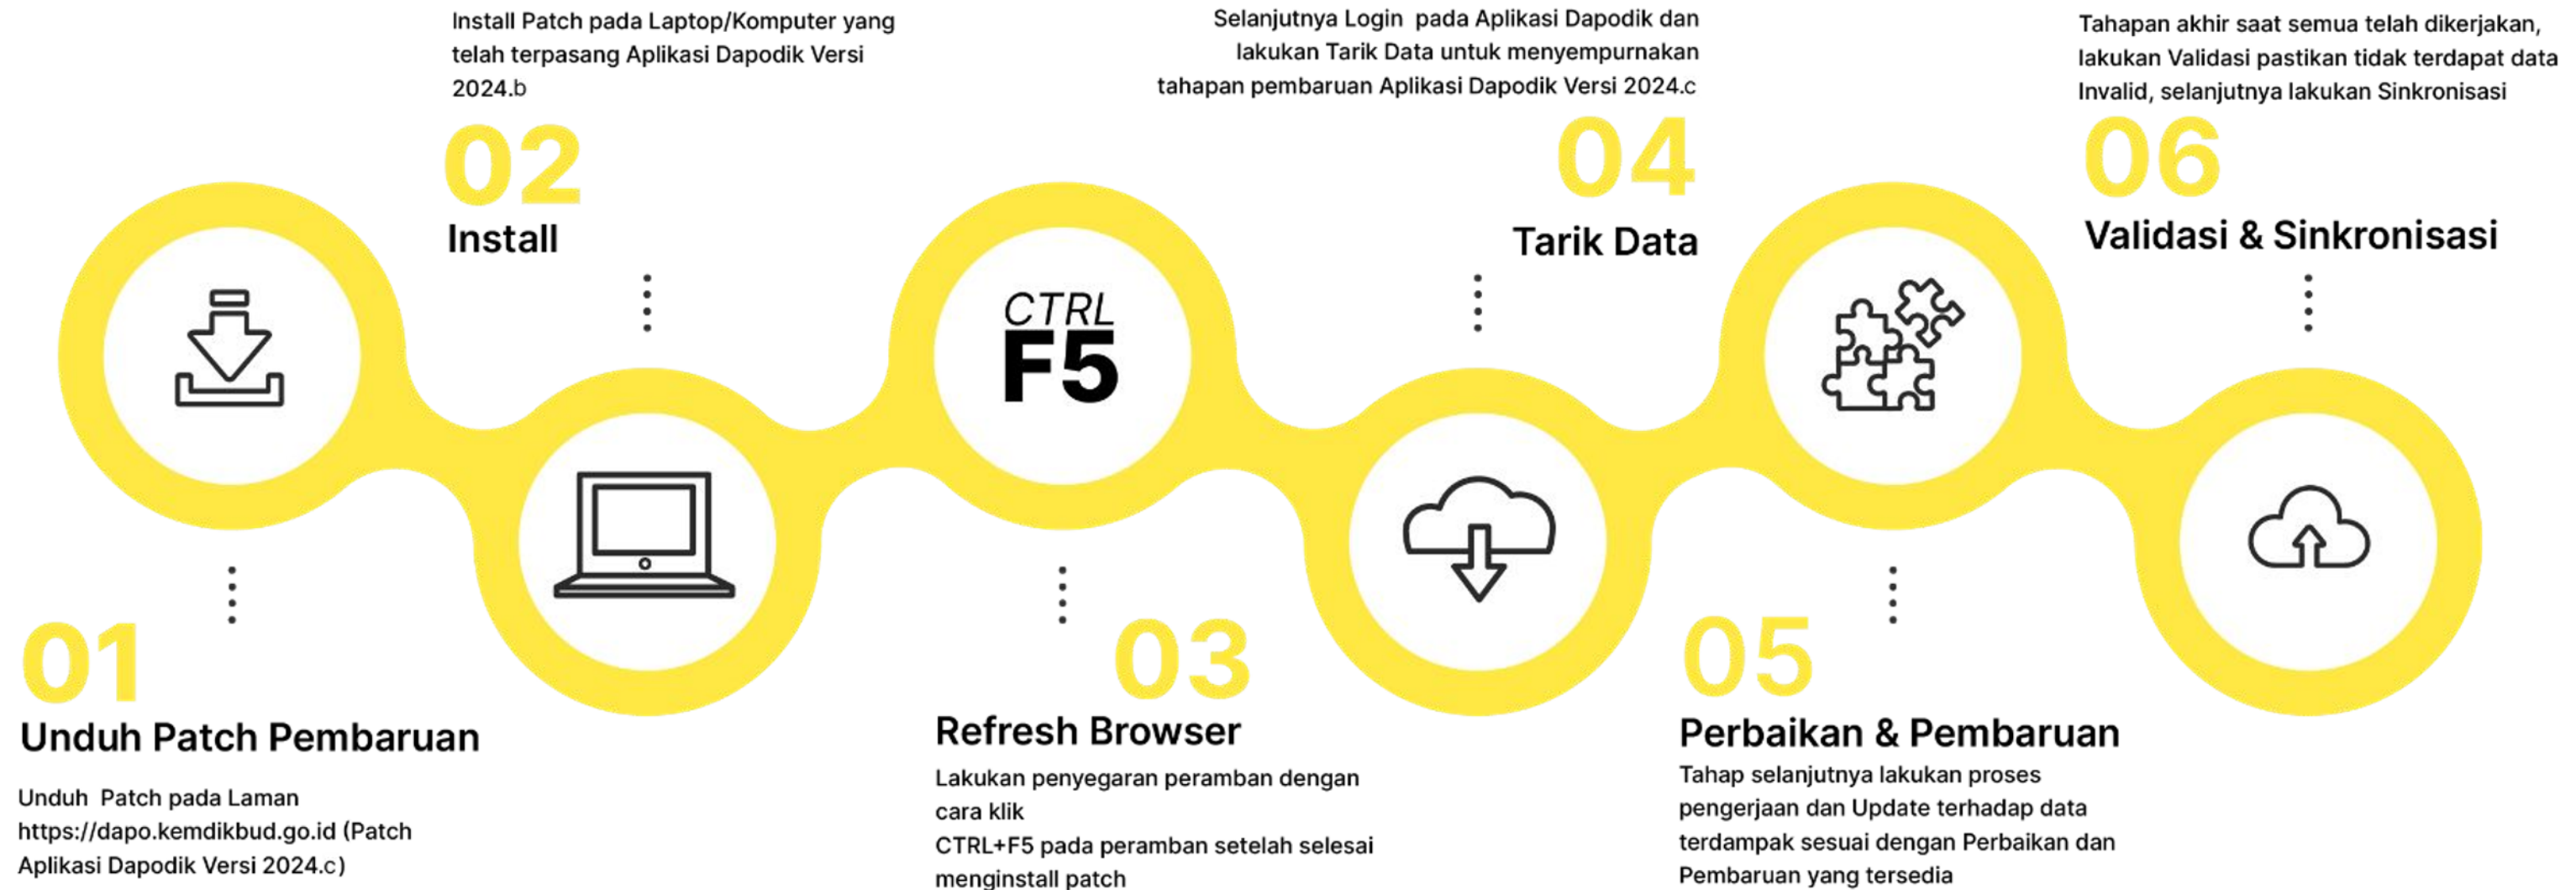 01
Unduh Patch Pembaruan
Unduh Patch pada Laman
https://dapo.kemdikbud.go.id (Patch
Aplikasi Dapodik Versi 2024.c)
Install Patch pada Laptop/Komputer yang
telah terpasang Aplikasi Dapodik Versi
2024.b
02
Install
CTRL
F5
03
Refresh Browser
Lakukan penyegaran peramban dengan
cara klik
CTRL+F5 pada peramban setelah selesai
menginstall patch
Selanjutnya Login pada Aplikasi Dapodik dan
lakukan Tarik Data untuk menyempurnakan
tahapan pembaruan Aplikasi Dapodik Versi 2024.c
04
Tarik Data
05
Perbaikan & Pembaruan
Tahap selanjutnya lakukan proses
pengerjaan dan Update terhadap data
terdampak sesuai dengan Perbaikan dan
Pembaruan yang tersedia
Tahapan akhir saat semua telah dikerjakan,
lakukan Validasi pastikan tidak terdapat data
Invalid, selanjutnya lakukan Sinkronisasi
06
Validasi & Sinkronisasi